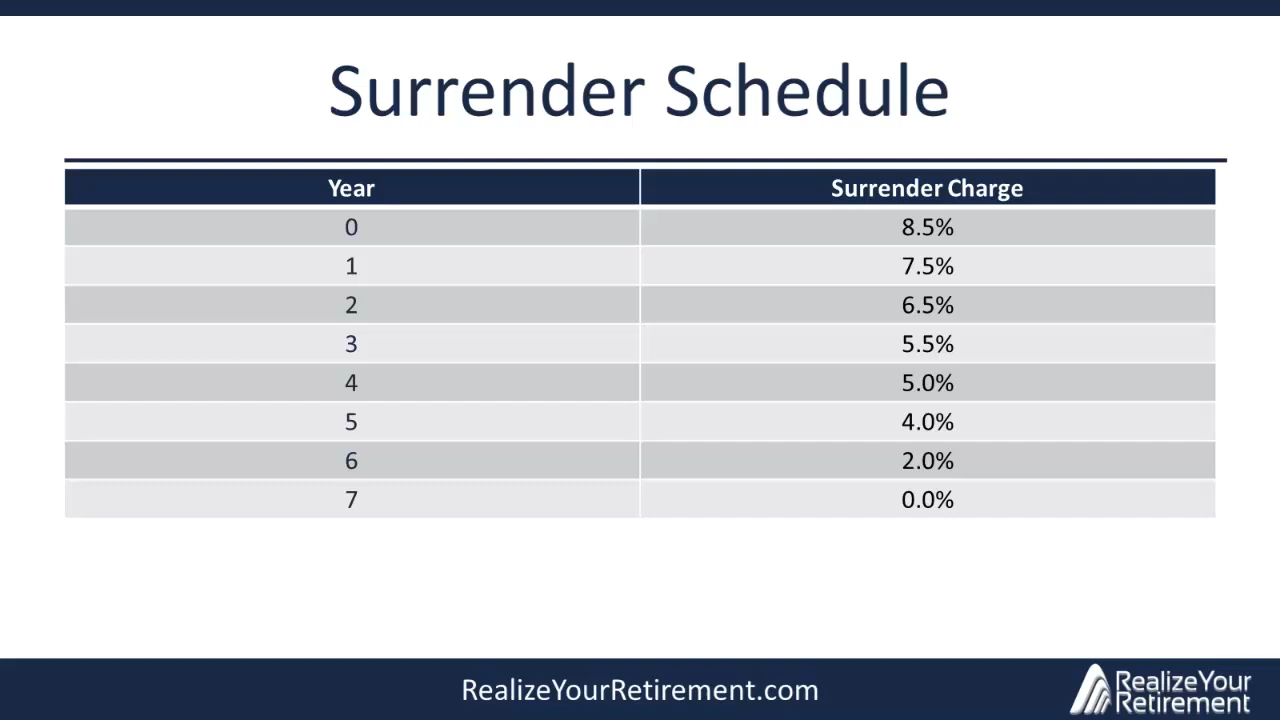 Surrender Schedule
Year Surrender Charge
0 8.5%
1 7.5%
2 6.5%
3 5.5%
4 5.0%
5 4.0%
6 2.0%
7 0.0%
RealizeYourRetirement.com
RealizeYour
Retirement